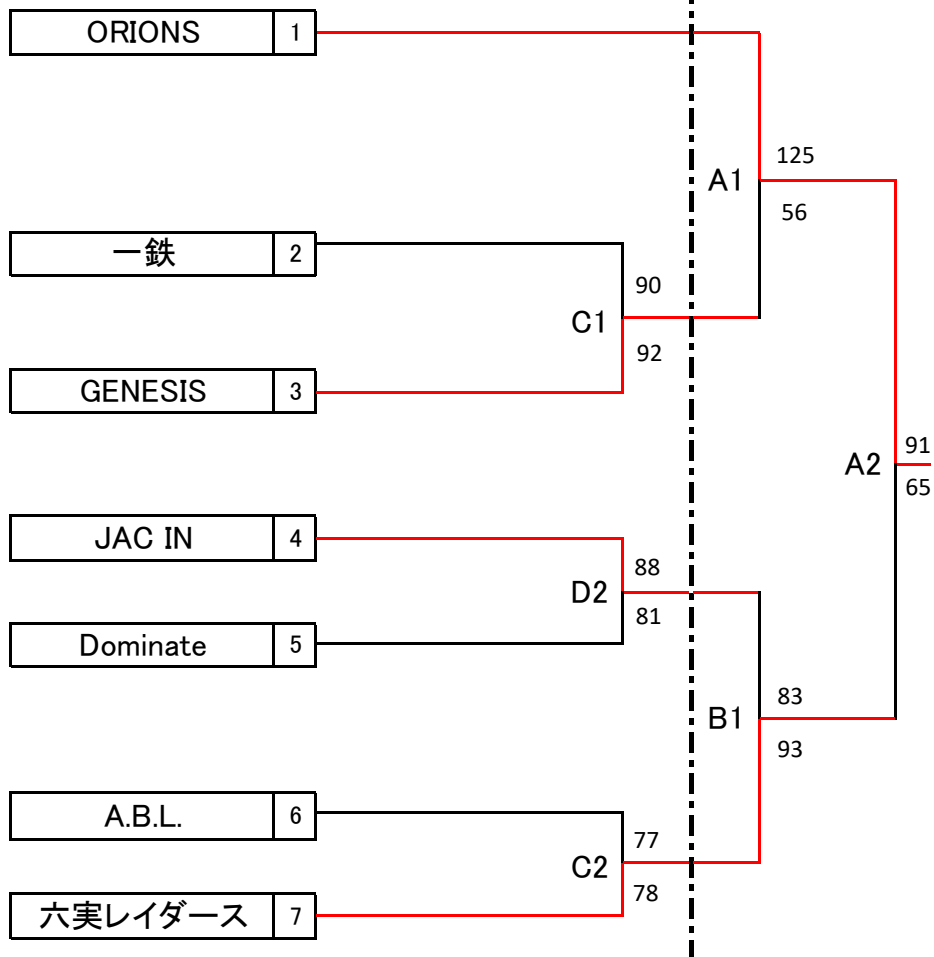 ORIONS 1
125
A1
56
一鉄 2
90
C1
92
GENESIS 3
91
A2
65
JAC IN 4
88
D2
81
Dominate 5
83
B1
93
A.B.L. 6
77
C2
78
六実レイダース 7